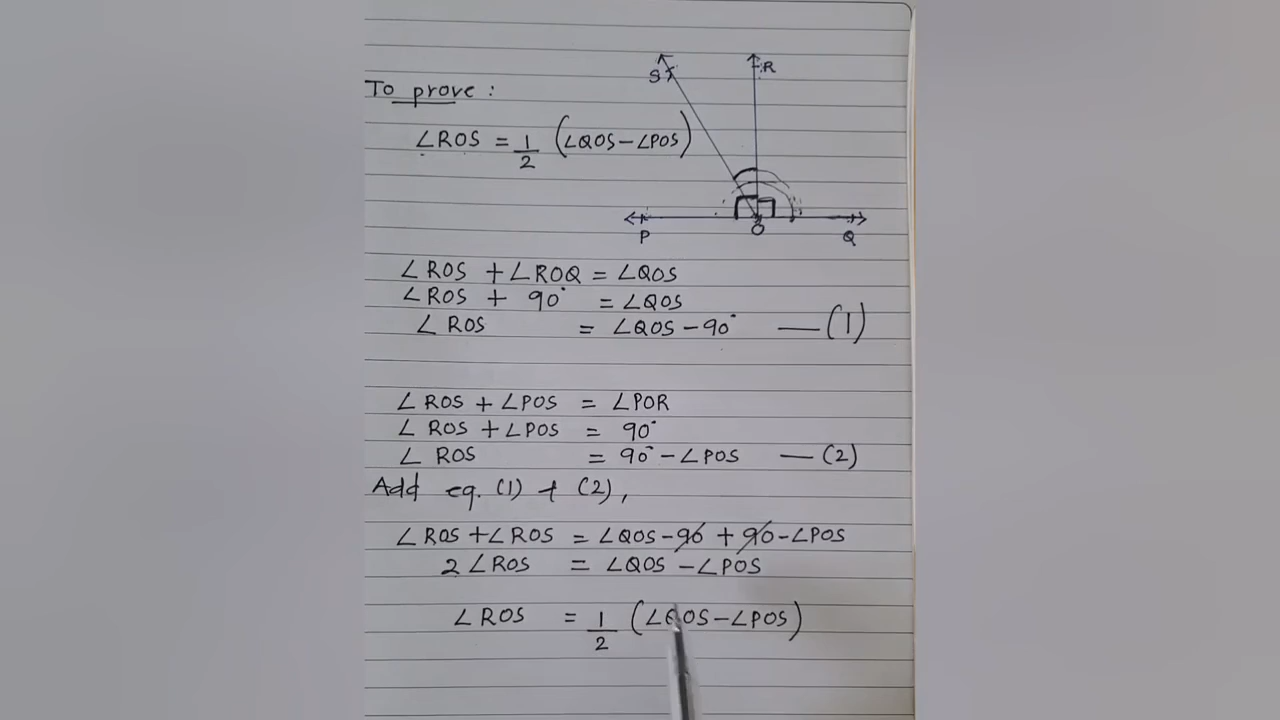 To prove :
∠ROS = 1/2 (∠QOS - ∠POS)
S R
P O Q
∠ROS + ∠ROQ = ∠QOS
∠ROS + 90° = ∠QOS
∠ROS = ∠QOS - 90° — (1)
∠ROS + ∠POS = ∠POR
∠ROS + ∠POS = 90°
∠ROS = 90° - ∠POS — (2)
Add eq. (1) + (2),
∠ROS + ∠ROS = ∠QOS - 90 + 90 - ∠POS
2 ∠ROS = ∠QOS - ∠POS
∠ROS = 1/2 (∠QOS - ∠POS)